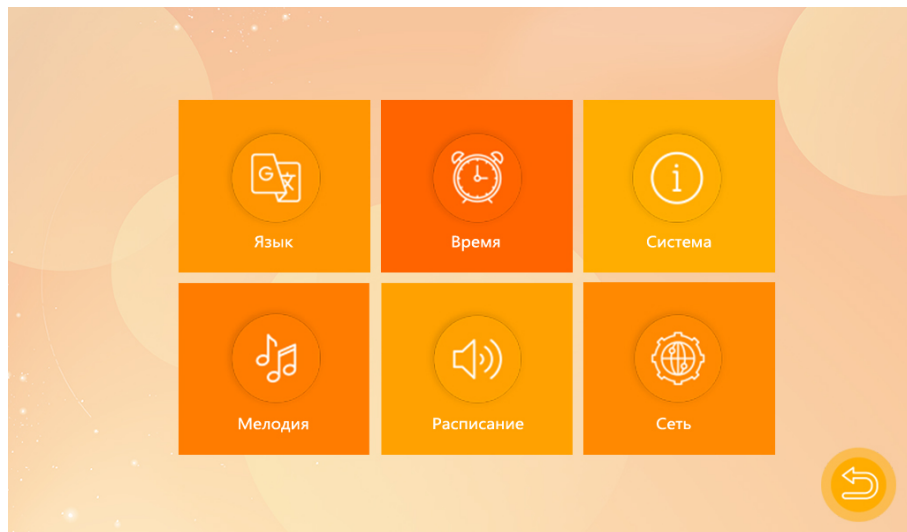 Язык
Время
Система
Мелодия
Расписание
Сеть